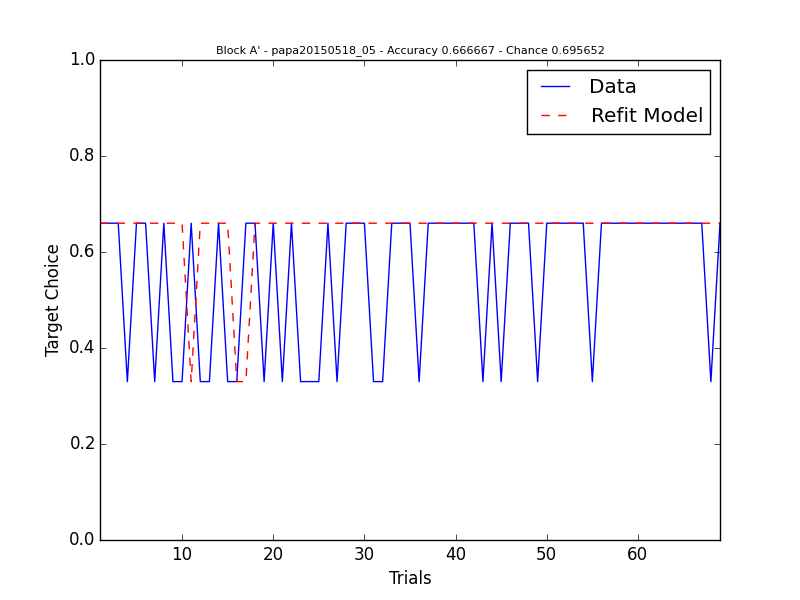 Block A' - papa20150518_05 - Accuracy 0.666667 - Chance 0.695652
1.0
0.8
0.6
0.4
0.2
0.0
Target Choice
Data
Refit Model
10 20 30 40 50 60
Trials